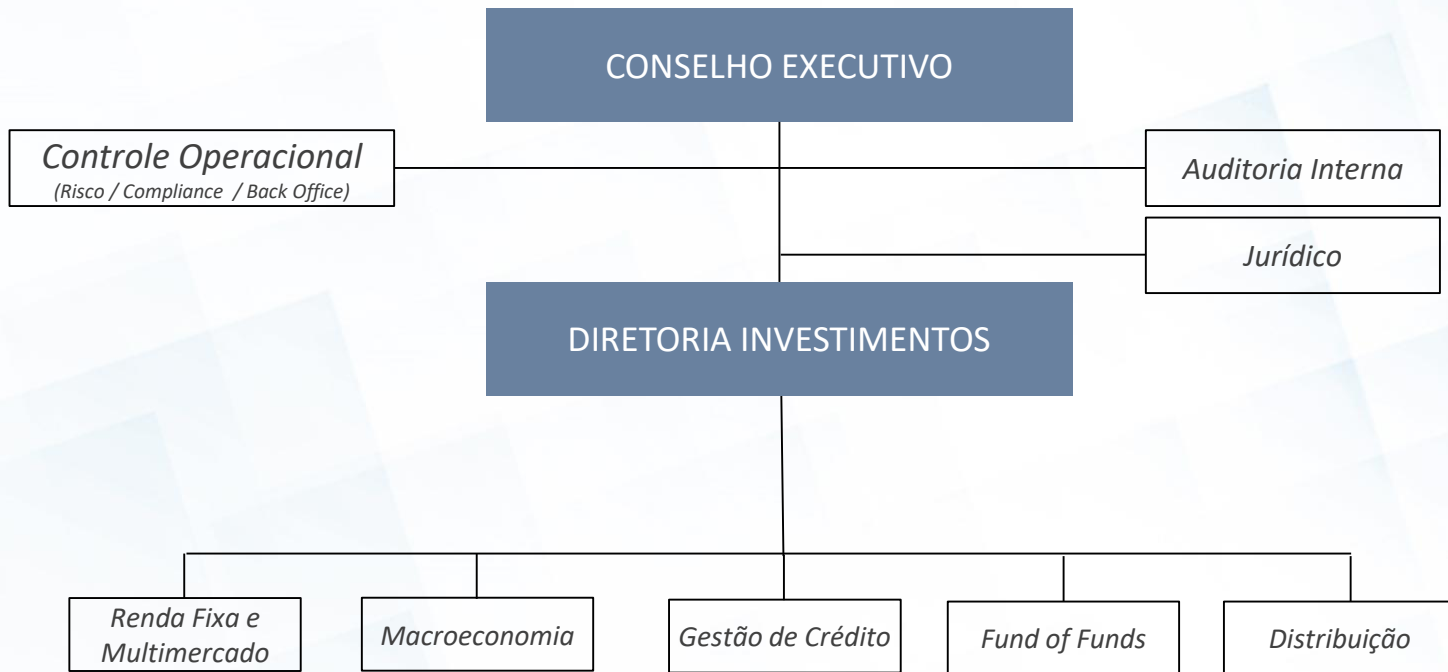 CONSELHO EXECUTIVO
Controle Operacional
(Risco / Compliance / Back Office)
Auditoria Interna
Jurídico
DIRETORIA INVESTIMENTOS
Renda Fixa e
Multimercado
Macroeconomia
Gestão de Crédito
Fund of Funds
Distribuição